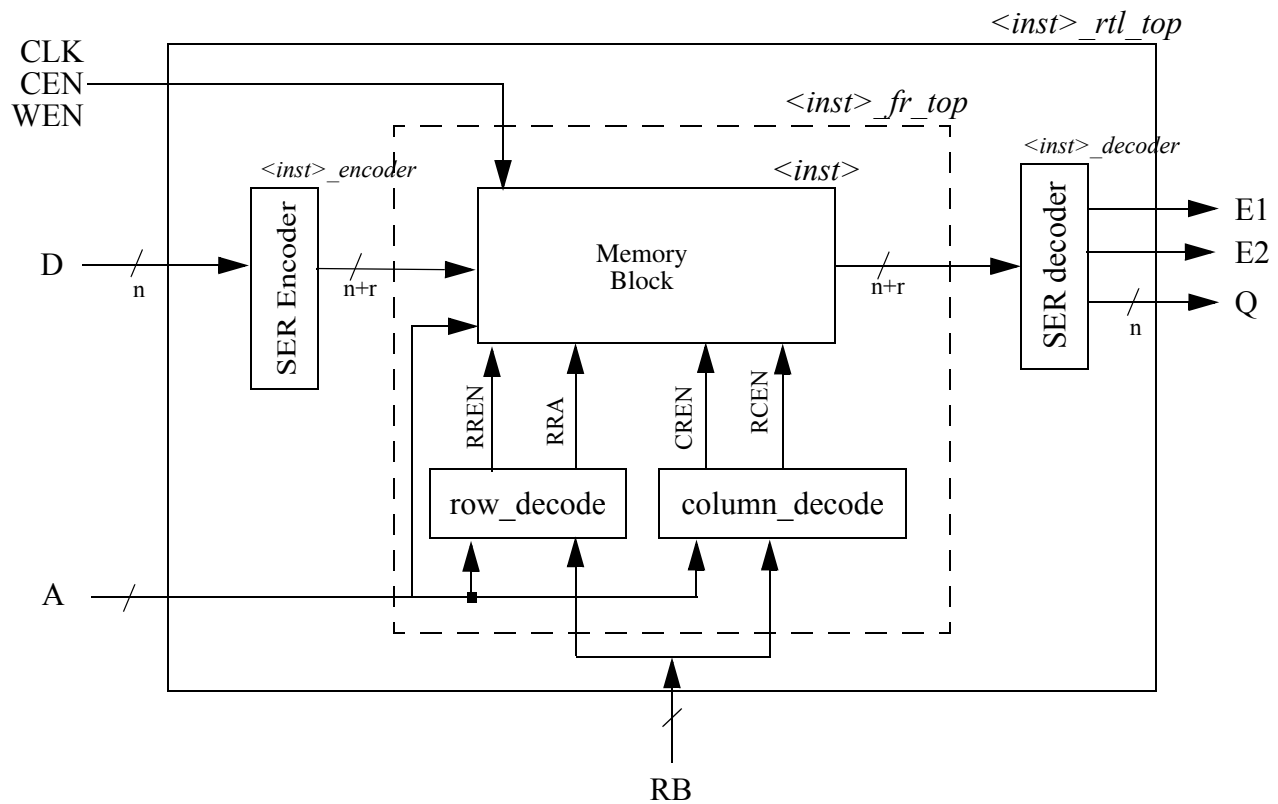 <inst>_rtl_top
CLK
CEN
WEN
<inst>_fr_top
<inst>_encoder
<inst>
<inst>_decoder
SER Encoder
Memory
Block
SER decoder
E1
E2
Q
D
n
n+r
n+r
n
RREN
RRA
CREN
RCEN
row_decode
column_decode
A
RB